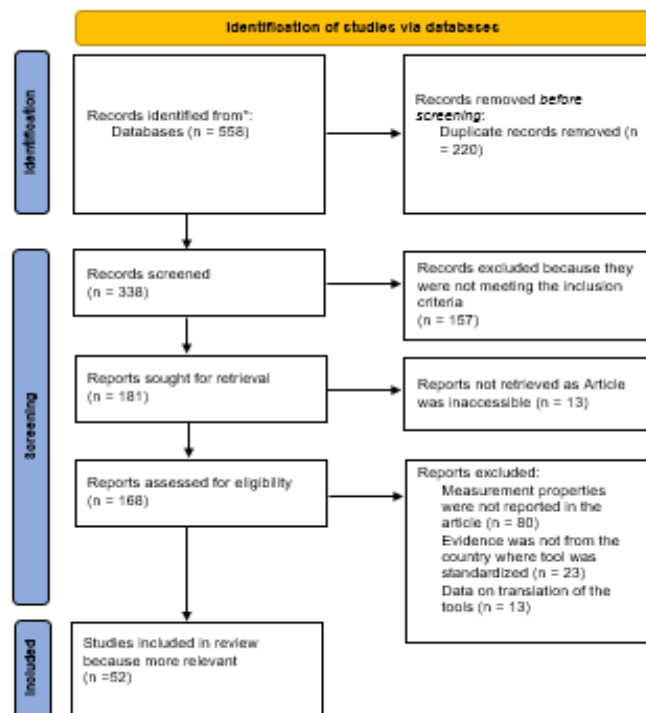 Identification of studies via databases
Identification
Records identified from*:
Databases (n = 558)
Records removed before
screening:
Duplicate records removed (n
= 220)
Screening
Records screened
(n = 338)
Records excluded because they
were not meeting the inclusion
criteria
(n = 157)
Reports sought for retrieval
(n = 181)
Reports not retrieved as Article
was inaccessible (n = 13)
Reports assessed for eligibility
(n = 168)
Reports excluded:
Measurement properties
were not reported in the
article (n = 80)
Evidence was not from the
country where tool was
standardized (n = 23)
Data on translation of the
tools (n = 13)
Included
Studies included in review
because more relevant
(n =52)